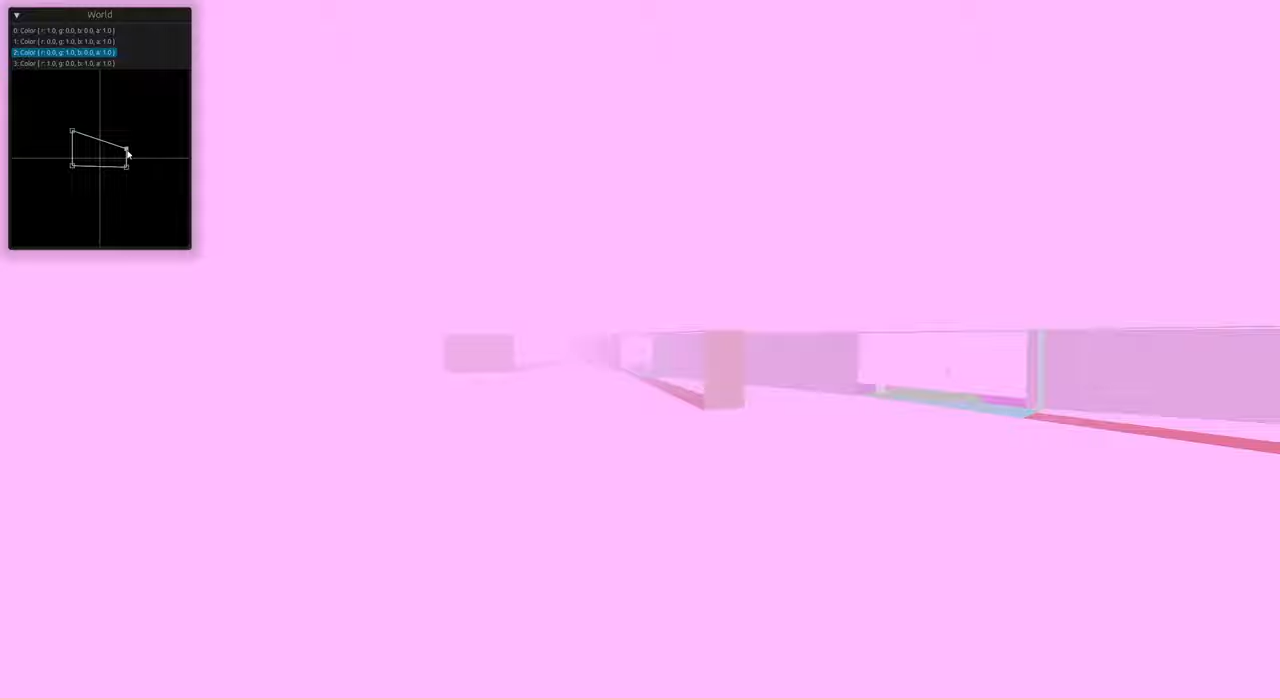 World
0: Color { r: 1.0, g: 0.0, b: 0.0, a: 1.0 }
1: Color { r: 0.0, g: 1.0, b: 0.0, a: 1.0 }
2: Color { r: 0.0, g: 1.0, b: 0.0, a: 1.0 }
3: Color { r: 1.0, g: 0.0, b: 1.0, a: 1.0 }